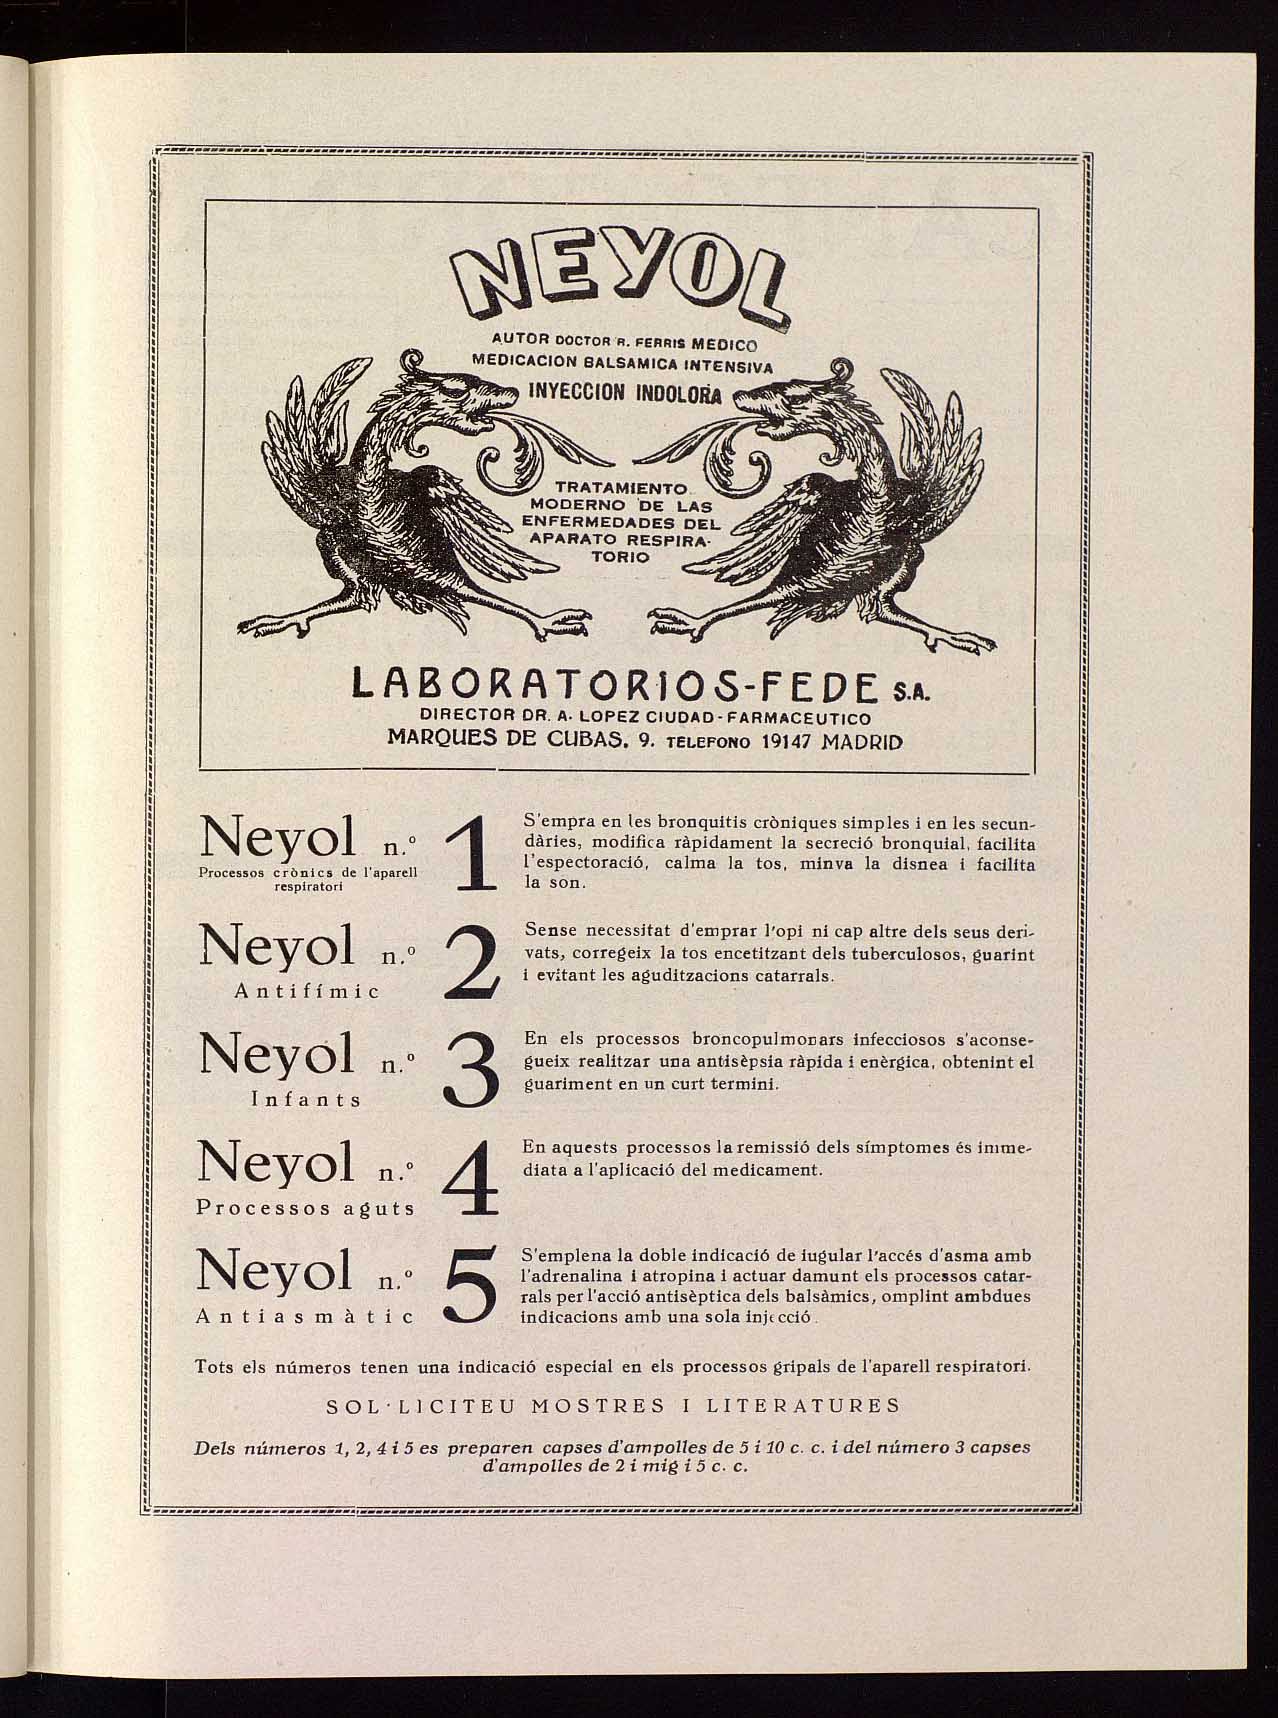 NEYOL
AUTOR DOCTOR R. FERRIS MEDICO
MEDICACION BALSAMICA INTENSIVA
INYECCION INDOLORA
TRATAMIENTO
MODERNO DE LAS
ENFERMEDADES DEL
APARATO RESPIRA-
TORIO
LABORATORIOS-FEDE S.A.
DIRECTOR DR. A. LOPEZ CIUDAD-FARMACEUTICO
MARQUES DE CUBAS, 9. TELEFONO 19147 MADRID
Neyol n.º 1
Processos crònics de l'aparell
respiratori
S'empra en les bronquitis cròniques simples i en les secun-
dàries, modifica ràpidament la secreció bronquial, facilita
l'espectoració, calma la tos, minva la disnea i facilita
la son.
Neyol n.º 2
Antifímic
Sense necessitat d'emprar l'opi ni cap altre dels seus deri-
vats, corregeix la tos encetitzant dels tuberculosos, guarint
i evitant les aguditzacions catarrals.
Neyol n.º 3
Infants
En els processos broncopulmonars infecciosos s'aconse-
gueix realitzar una antisèpsia ràpida i enèrgica, obtenint el
guariment en un curt termini.
Neyol n.º 4
Processos aguts
En aquests processos la remissió dels símptomes és imme-
diata a l'aplicació del medicament.
Neyol n.º 5
Antiasmàtic
S'emplena la doble indicació de iugular l'accés d'asma amb
l'adrenalina i atropina i actuar damunt els processos catar-
rals per l'acció antisèptica dels balsàmics, omplint ambdues
indicacions amb una sola injecció.
Tots els números tenen una indicació especial en els processos gripals de l'aparell respiratori.
SOL·LICITEU MOSTRES I LITERATURES
Dels números 1, 2, 4 i 5 es preparen capses d'ampolles de 5 i 10 c. c. i del número 3 capses
d'ampolles de 2 i mig i 5 c. c.